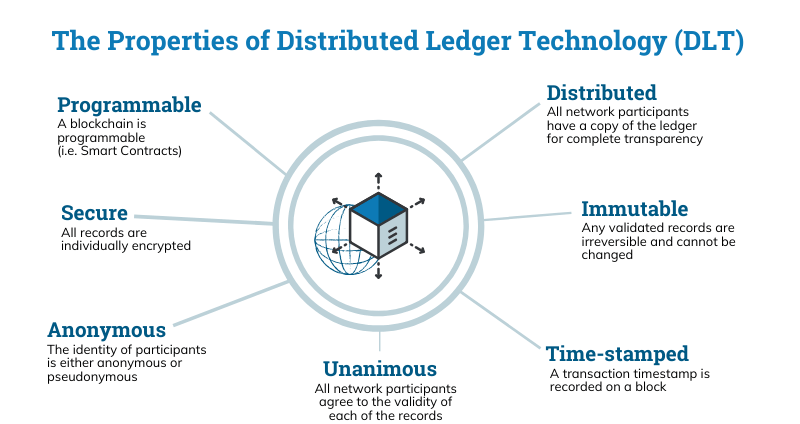 The Properties of Distributed Ledger Technology (DLT)
Programmable
A blockchain is
programmable
(i.e. Smart Contracts)
Distributed
All network participants
have a copy of the ledger
for complete transparency
Secure
All records are
individually encrypted
Immutable
Any validated records are
irreversible and cannot be
changed
Anonymous
The identity of participants
is either anonymous or
pseudonymous
Unanimous
All network participants
agree to the validity of
each of the records
Time-stamped
A transaction timestamp is
recorded on a block